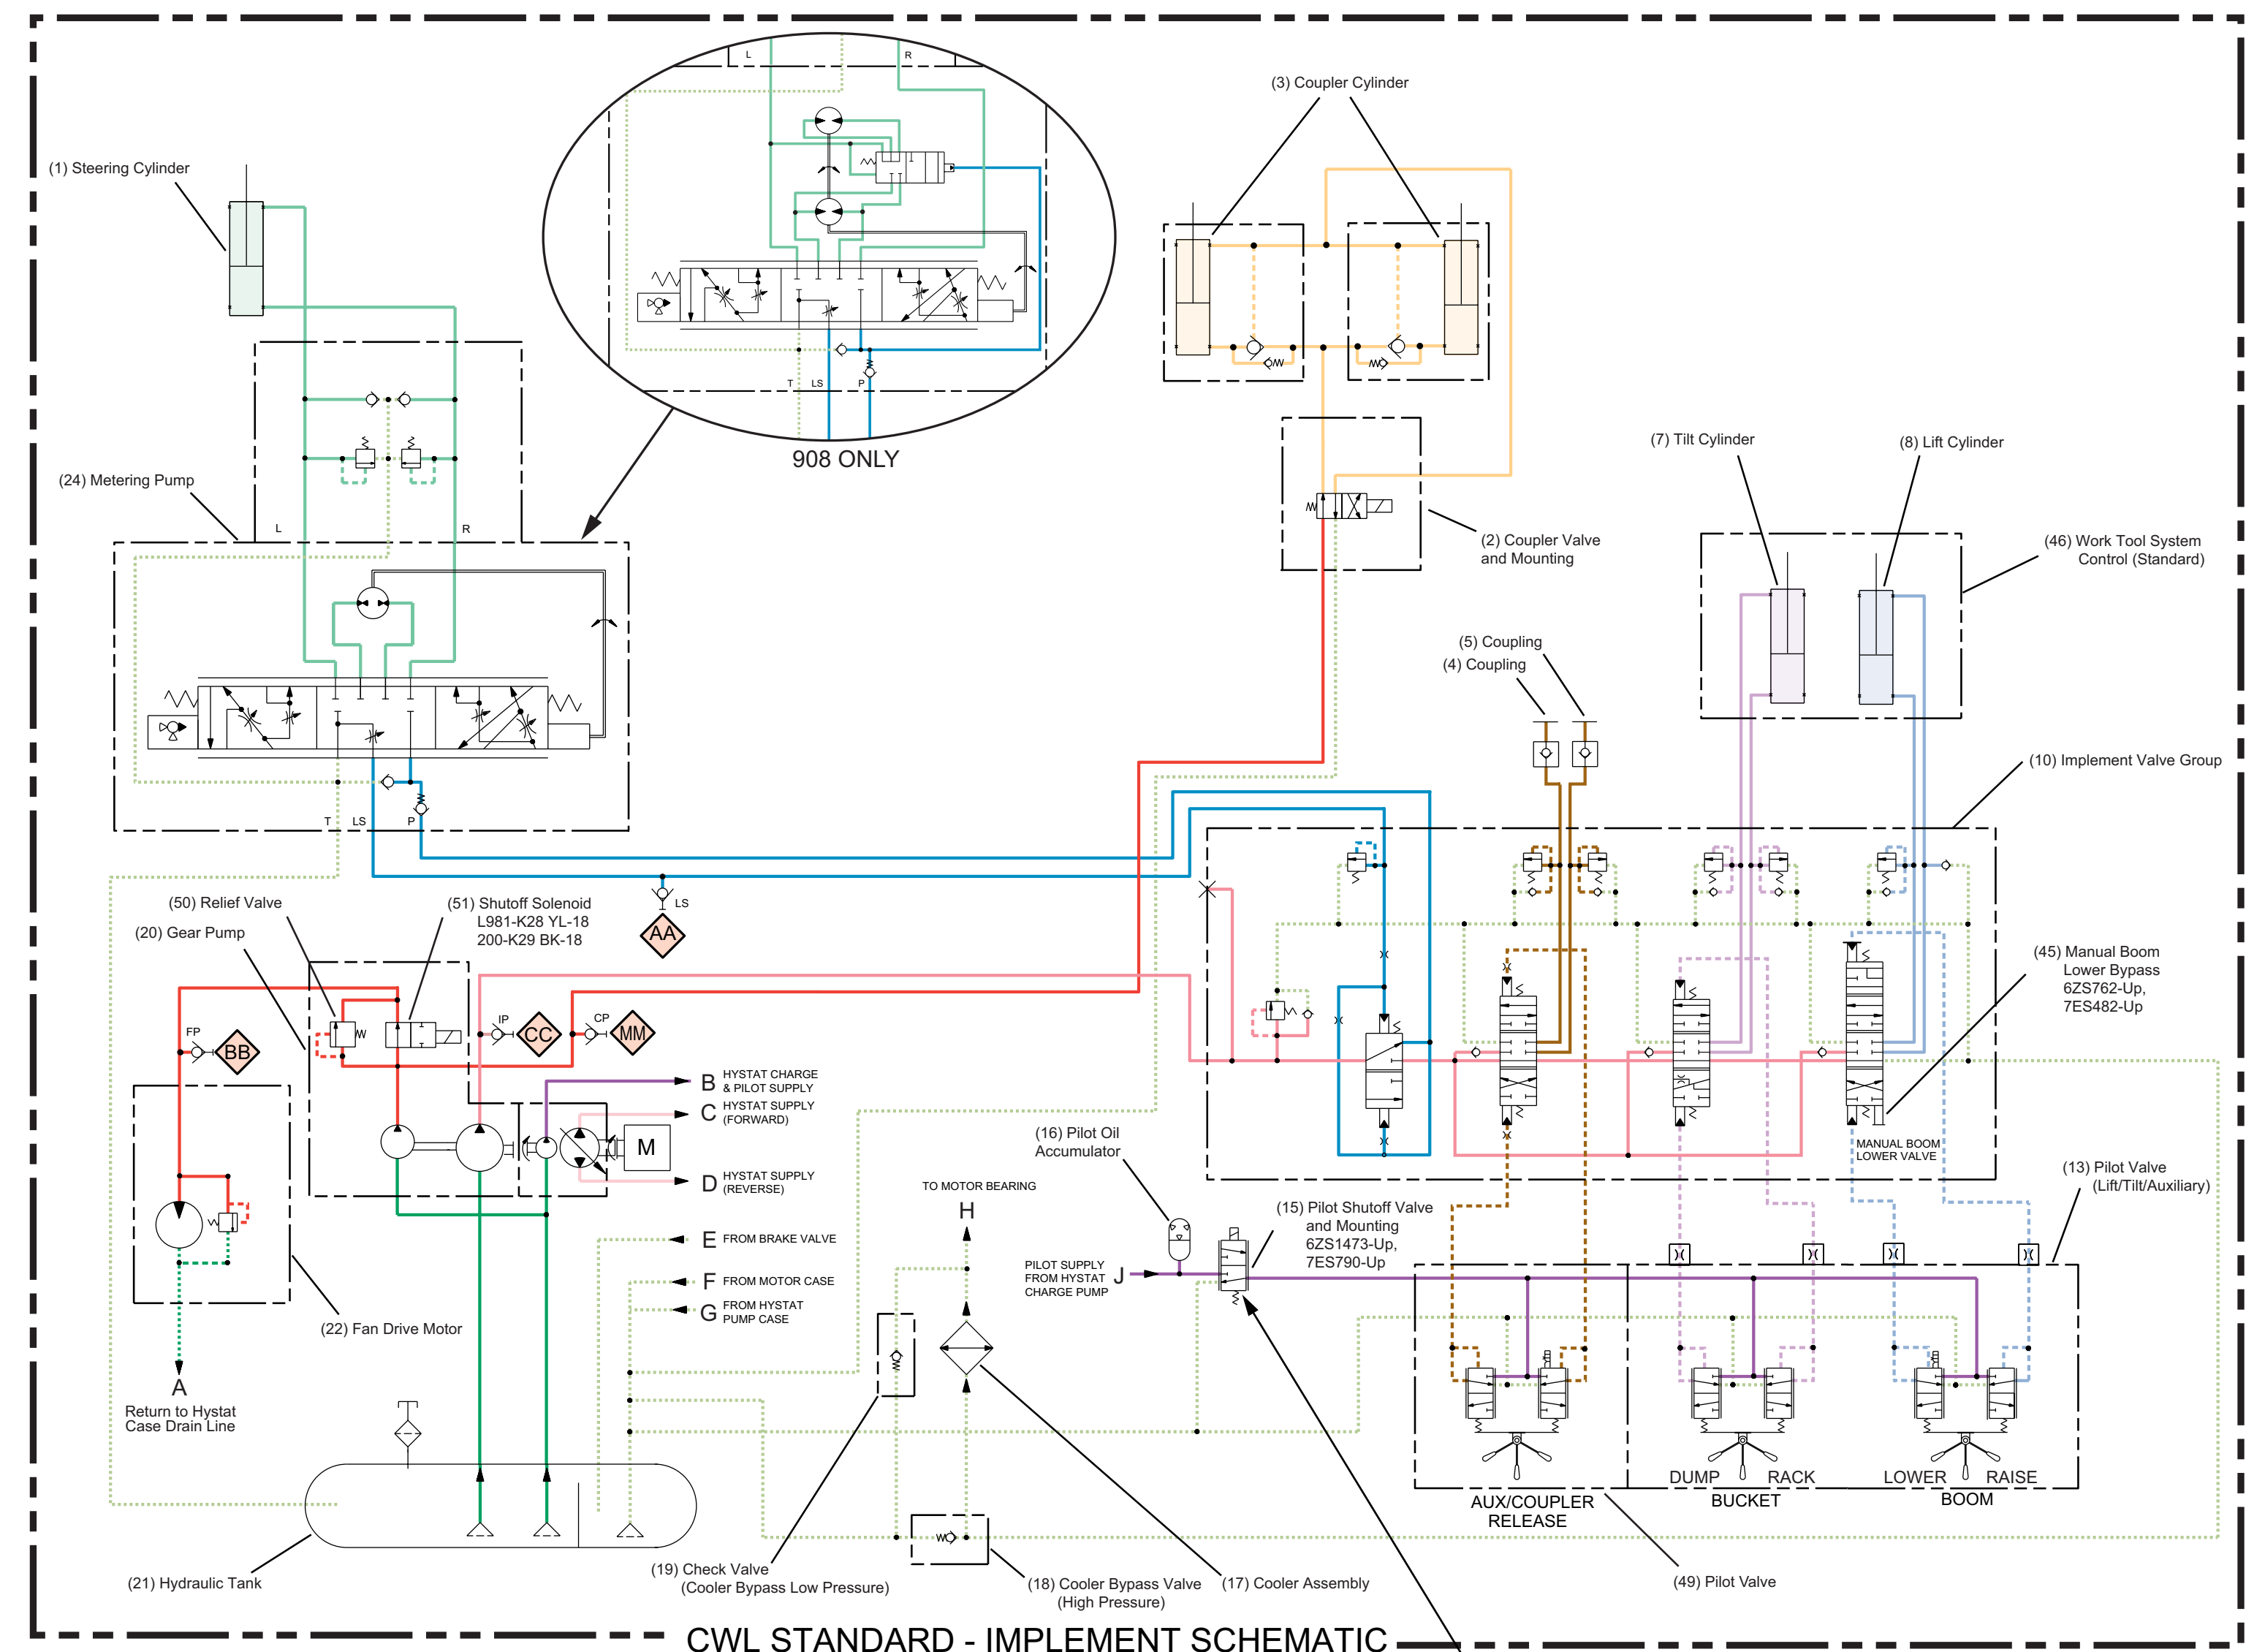 L
R
(3) Coupler Cylinder
(1) Steering Cylinder
T
LS
P
908 ONLY
(7) Tilt Cylinder
(8) Lift Cylinder
(24) Metering Pump
L
R
(2) Coupler Valve
and Mounting
(46) Work Tool System
Control (Standard)
(5) Coupling
(4) Coupling
(10) Implement Valve Group
T
LS
P
(50) Relief Valve
(51) Shutoff Solenoid
L981-K28 YL-18
200-K29 BK-18
LS
AA
(20) Gear Pump
(45) Manual Boom
Lower Bypass
6ZS762-Up,
7ES482-Up
FP
BB
IP
CC
CP
MM
B HYSTAT CHARGE
& PILOT SUPPLY
C HYSTAT SUPPLY
(FORWARD)
M
D HYSTAT SUPPLY
(REVERSE)
(16) Pilot Oil
Accumulator
MANUAL BOOM
LOWER VALVE
(13) Pilot Valve
(Lift/Tilt/Auxiliary)
TO MOTOR BEARING
H
(15) Pilot Shutoff Valve
and Mounting
6ZS1473-Up,
7ES790-Up
E FROM BRAKE VALVE
F FROM MOTOR CASE
G FROM HYSTAT
PUMP CASE
PILOT SUPPLY
FROM HYSTAT
CHARGE PUMP
J
(22) Fan Drive Motor
A
Return to Hystat
Case Drain Line
DUMP
RACK
LOWER
RAISE
AUX/COUPLER
RELEASE
BUCKET
BOOM
(21) Hydraulic Tank
(19) Check Valve
(Cooler Bypass Low Pressure)
(18) Cooler Bypass Valve
(High Pressure)
(17) Cooler Assembly
(49) Pilot Valve
CWL STANDARD - IMPLEMENT SCHEMATIC